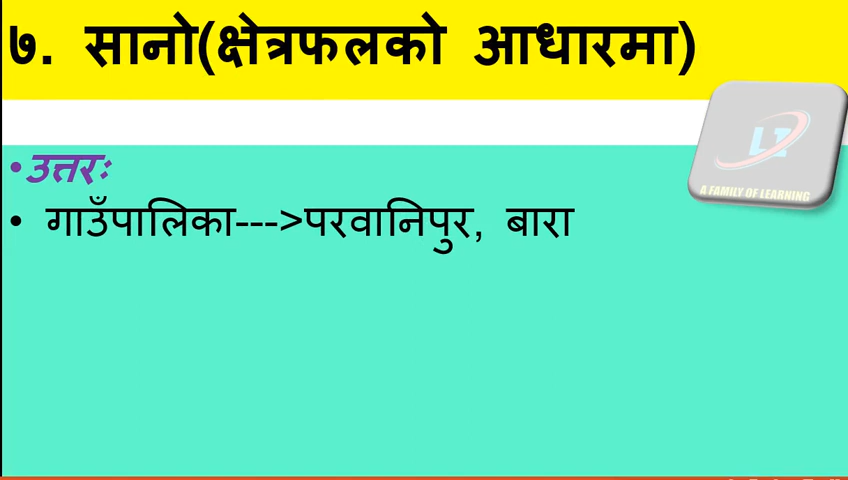 ७. सानो(क्षेत्रफलको आधारमा)
L I
A FAMILY OF LEARNING
•उत्तरः
• गाउँपालिका--->परवानिपुर, बारा